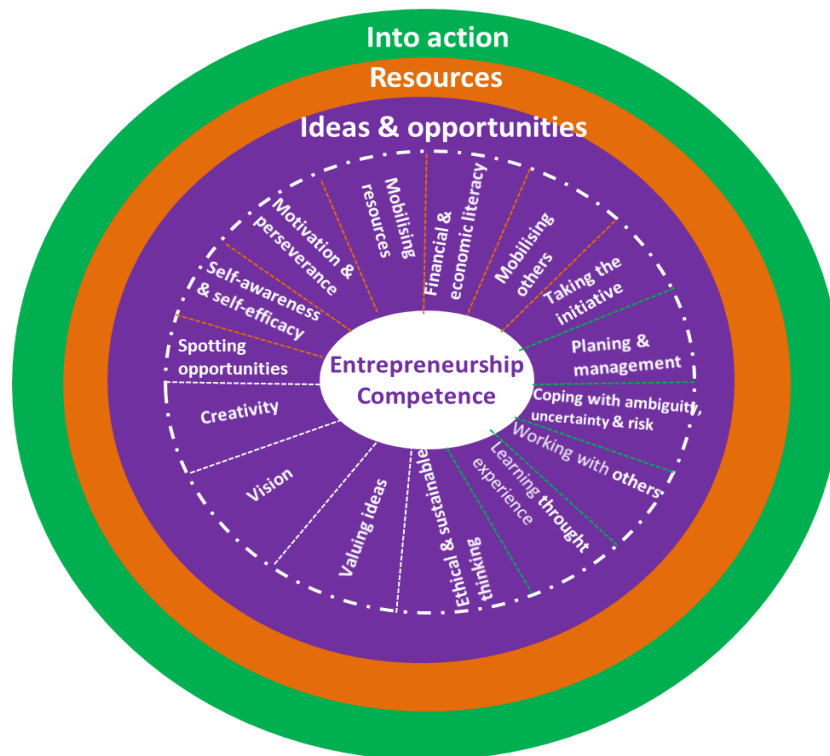 Into action
Resources
Ideas & opportunities
Mobilising
resources
Financial &
economic literacy
Mobilising
others
Taking the
initiative
Planing &
management
Coping with ambiguity,
uncertainty & risk
Working with others
Learning throught
experience
Ethical & sustainable
thinking
Valuing ideas
Vision
Creativity
Spotting
opportunities
Self-awareness
& self-efficacy
Motivation &
perseverance
Entrepreneurship
Competence